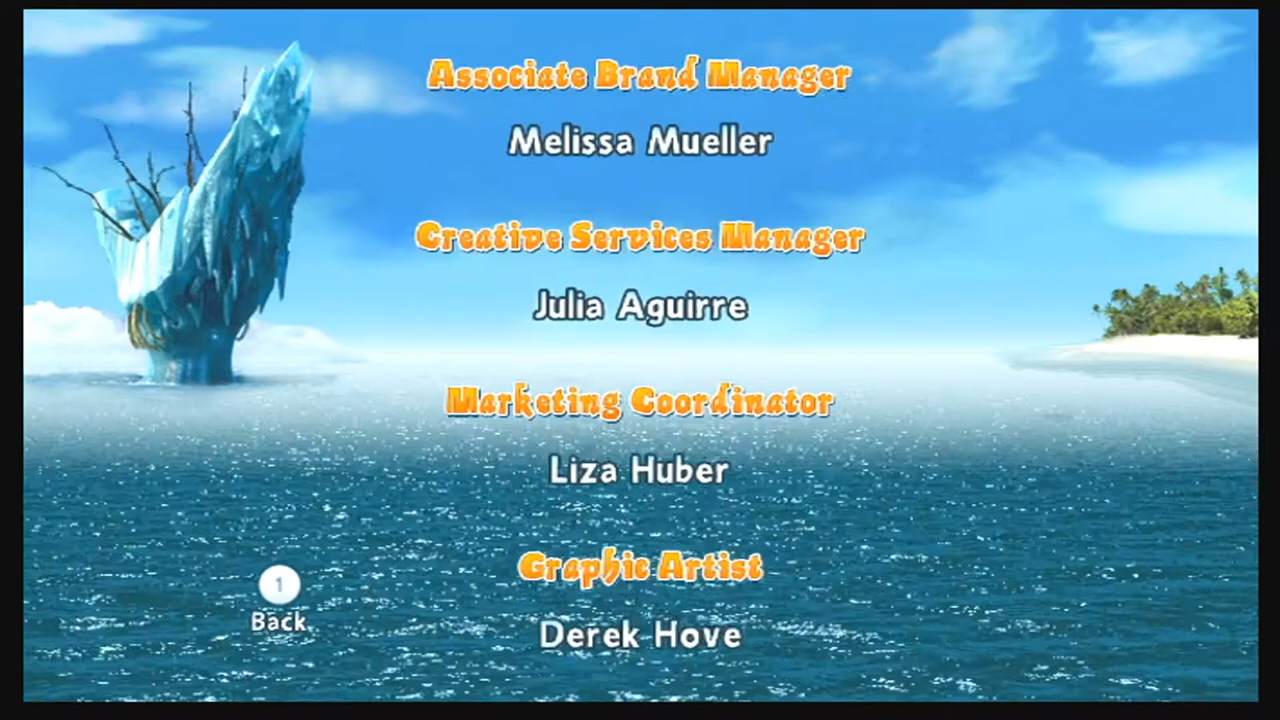 Associate Brand Manager
Melissa Mueller
Creative Services Manager
Julia Aguirre
Marketing Coordinator
Liza Huber
Graphic Artist
Derek Hove
1
Back